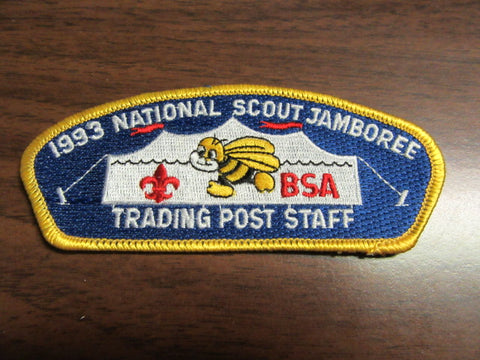 1993 NATIONAL SCOUT JAMBOREE
BSA
TRADING POST STAFF